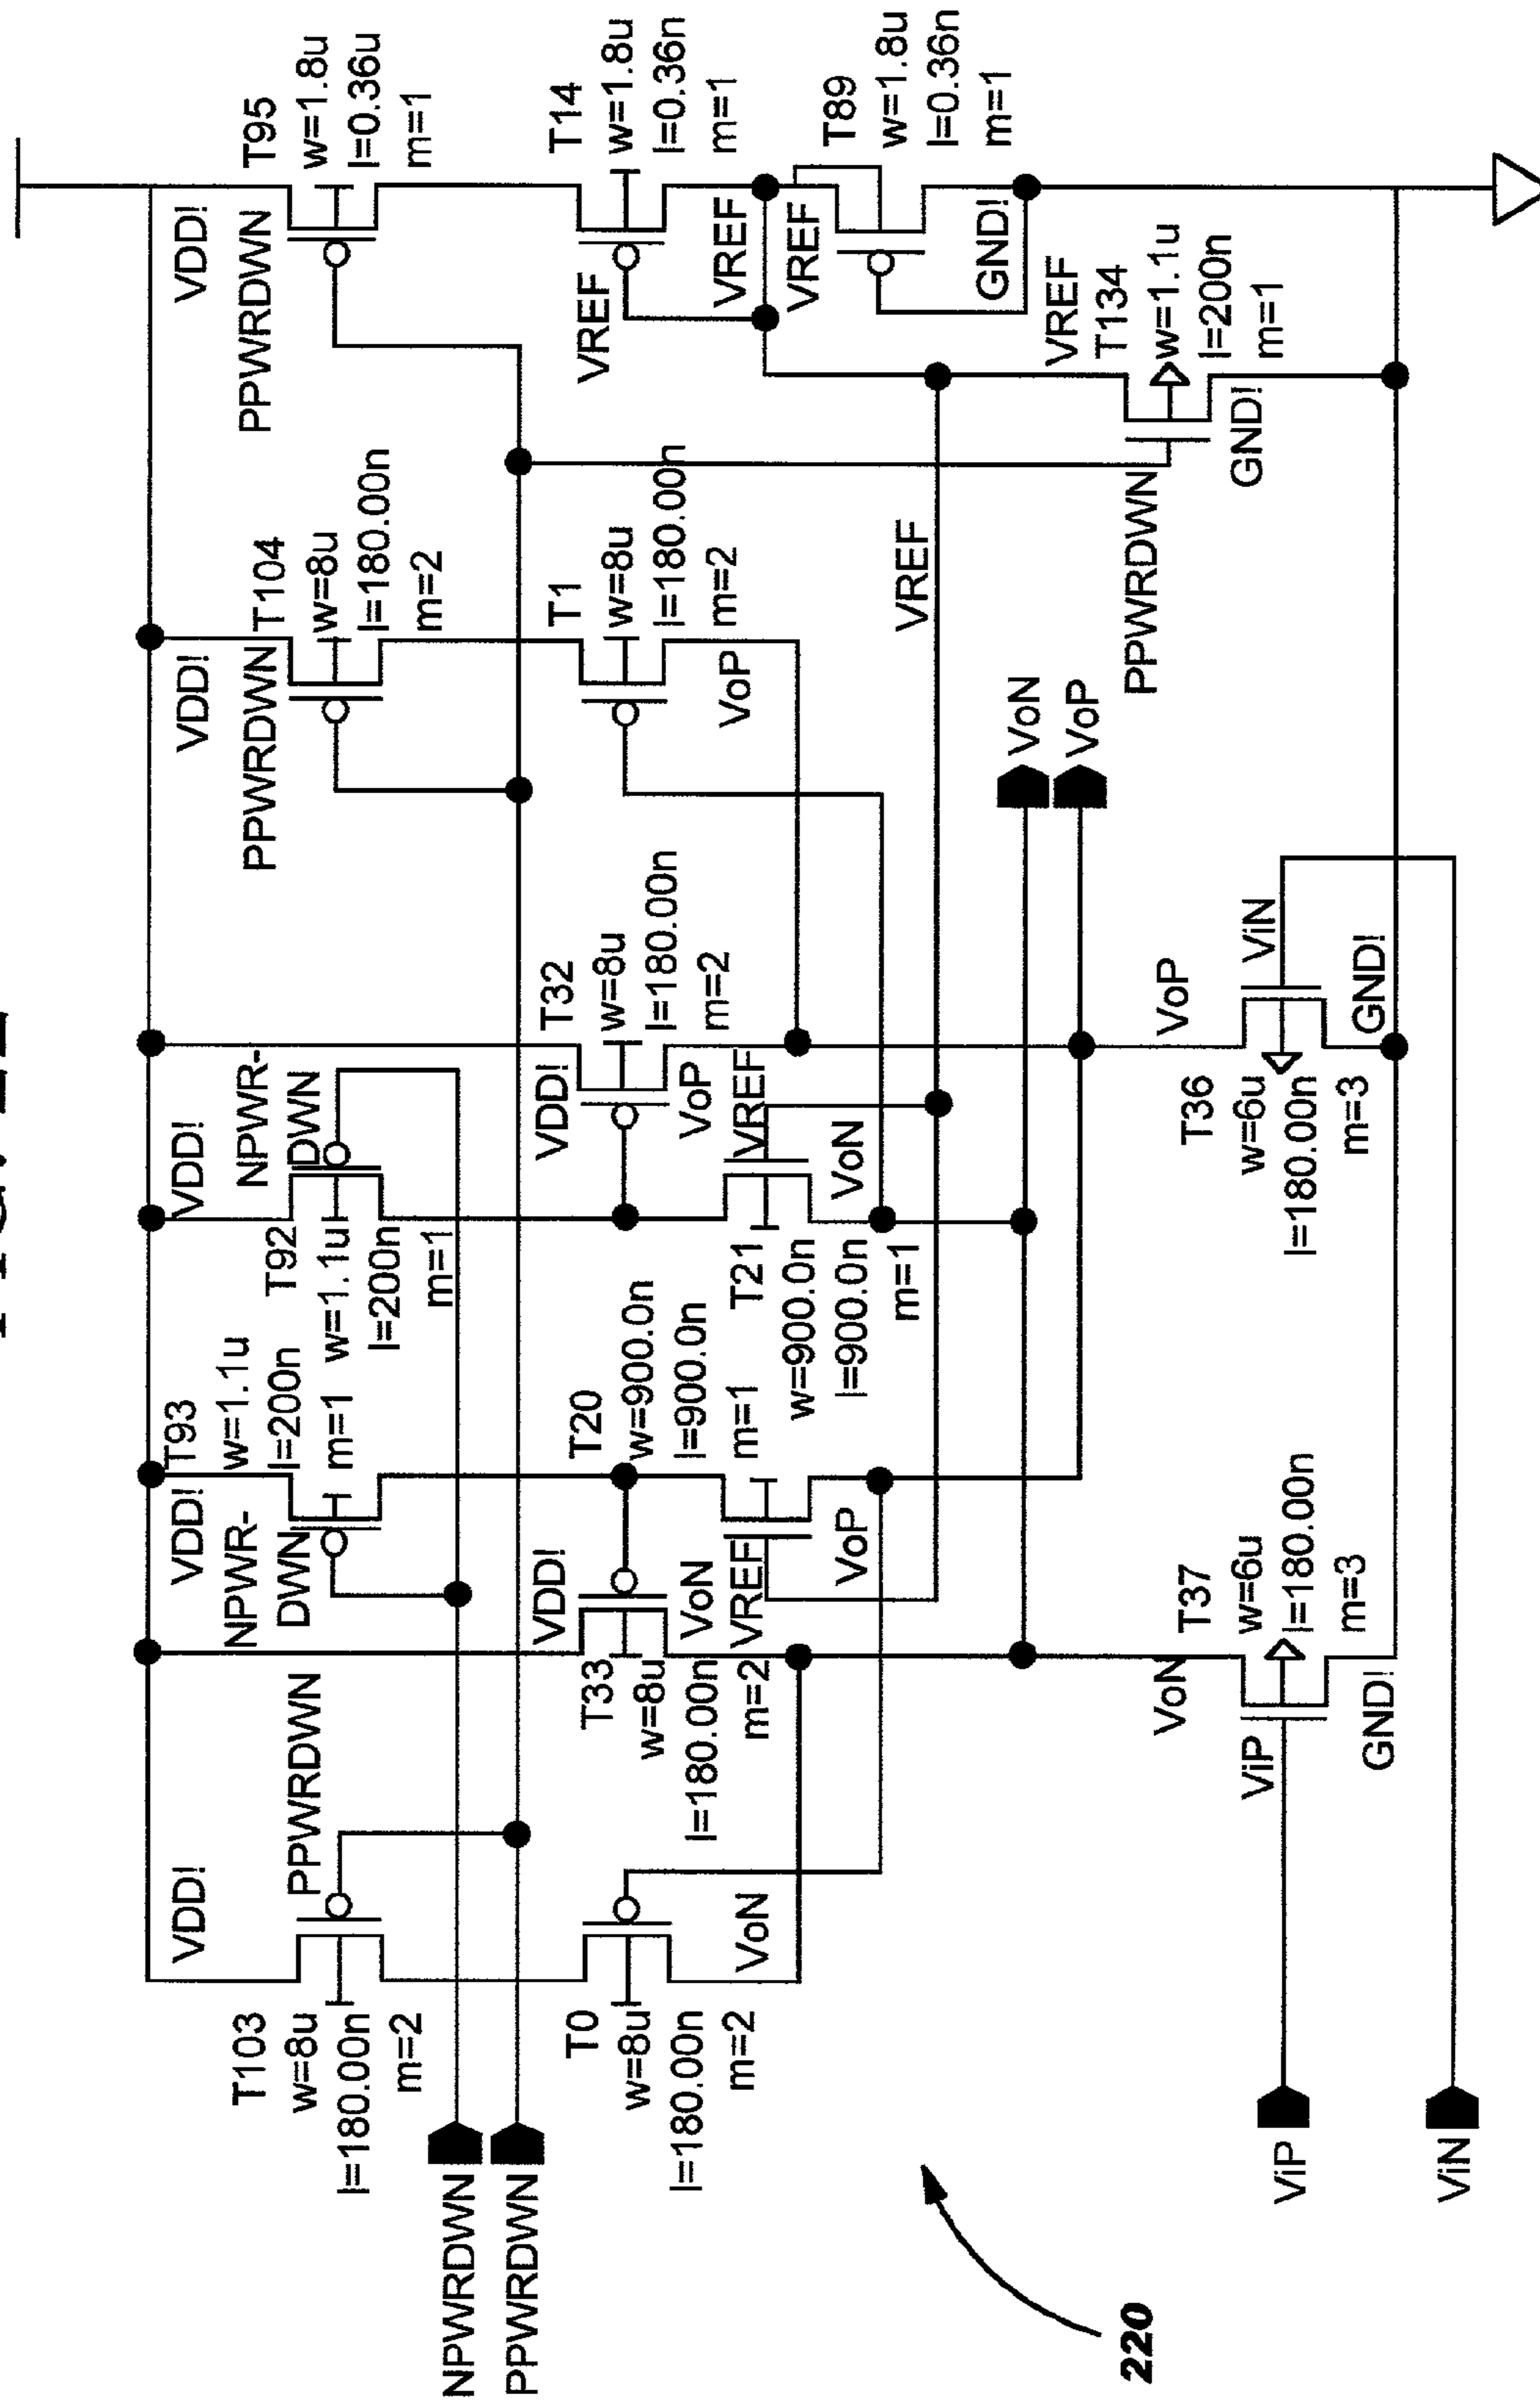 VDD!
PPWRDWN
T103
w=8u
l=180.00n
m=2
NPWRDWN
PPWRDWN
T0
w=8u
l=180.00n
m=2
VoN
VDD!
NPWR-
DWN
T93
w=1.1u
l=200n
m=1
VDD!
T33
w=8u
l=180.00n
m=2
VoN
T20
w=900.0n
l=900.0n
m=1
VREF
VoP
VDD!
NPWR-
DWN
T92
w=1.1u
l=200n
m=1
T21
w=900.0n
l=900.0n
m=1
VREF
VoN
VDD!
T32
w=8u
l=180.00n
m=2
VoP
VDD!
PPWRDWN
T104
w=8u
l=180.00n
m=2
T1
w=8u
l=180.00n
m=2
VoP
VDD!
PPWRDWN
T95
w=1.8u
l=0.36u
m=1
VREF
T14
w=1.8u
l=0.36n
m=1
VREF
VREF
T89
w=1.8u
l=0.36n
m=1
GND!
VREF
VREF
T134
w=1.1u
l=200n
m=1
PPWRDWN
GND!
VoN
VoP
220
ViP
ViN
VoN
ViP
T37
w=6u
l=180.00n
m=3
GND!
VoP
ViN
T36
w=6u
l=180.00n
m=3
GND!